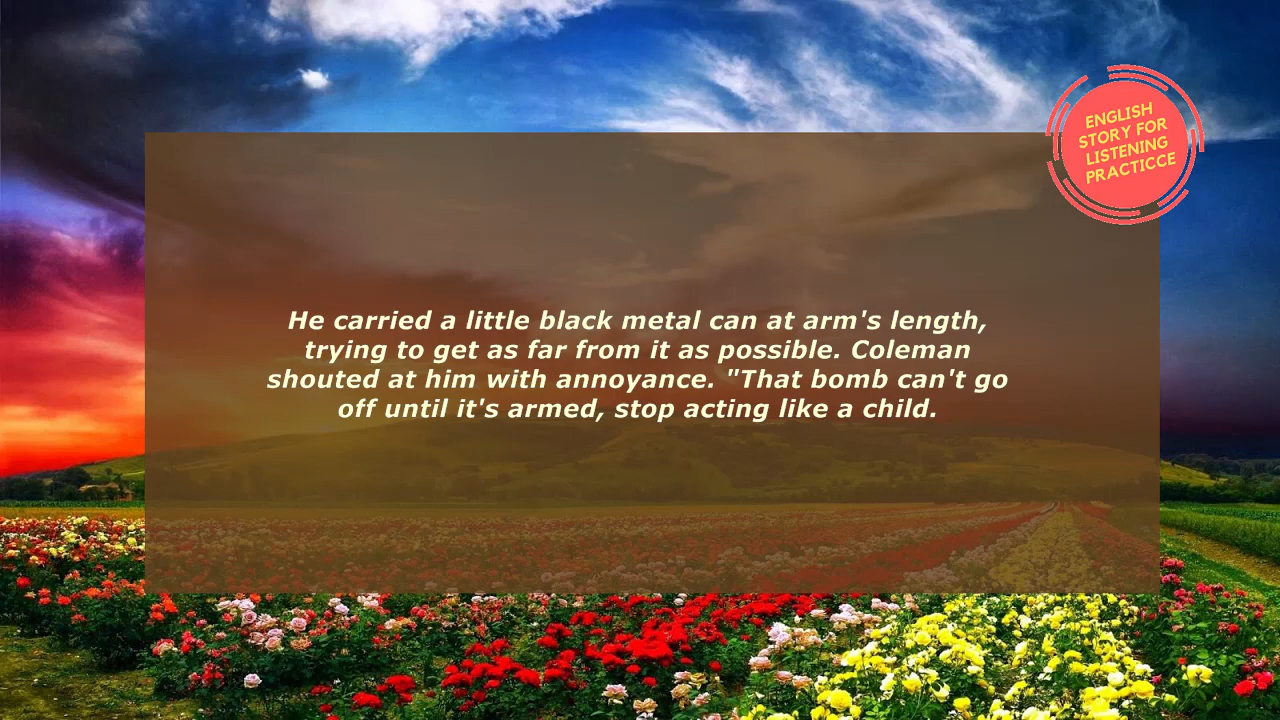 ENGLISH
STORY FOR
LISTENING
PRACTICCE
He carried a little black metal can at arm's length,
trying to get as far from it as possible. Coleman
shouted at him with annoyance. "That bomb can't go
off until it's armed, stop acting like a child.